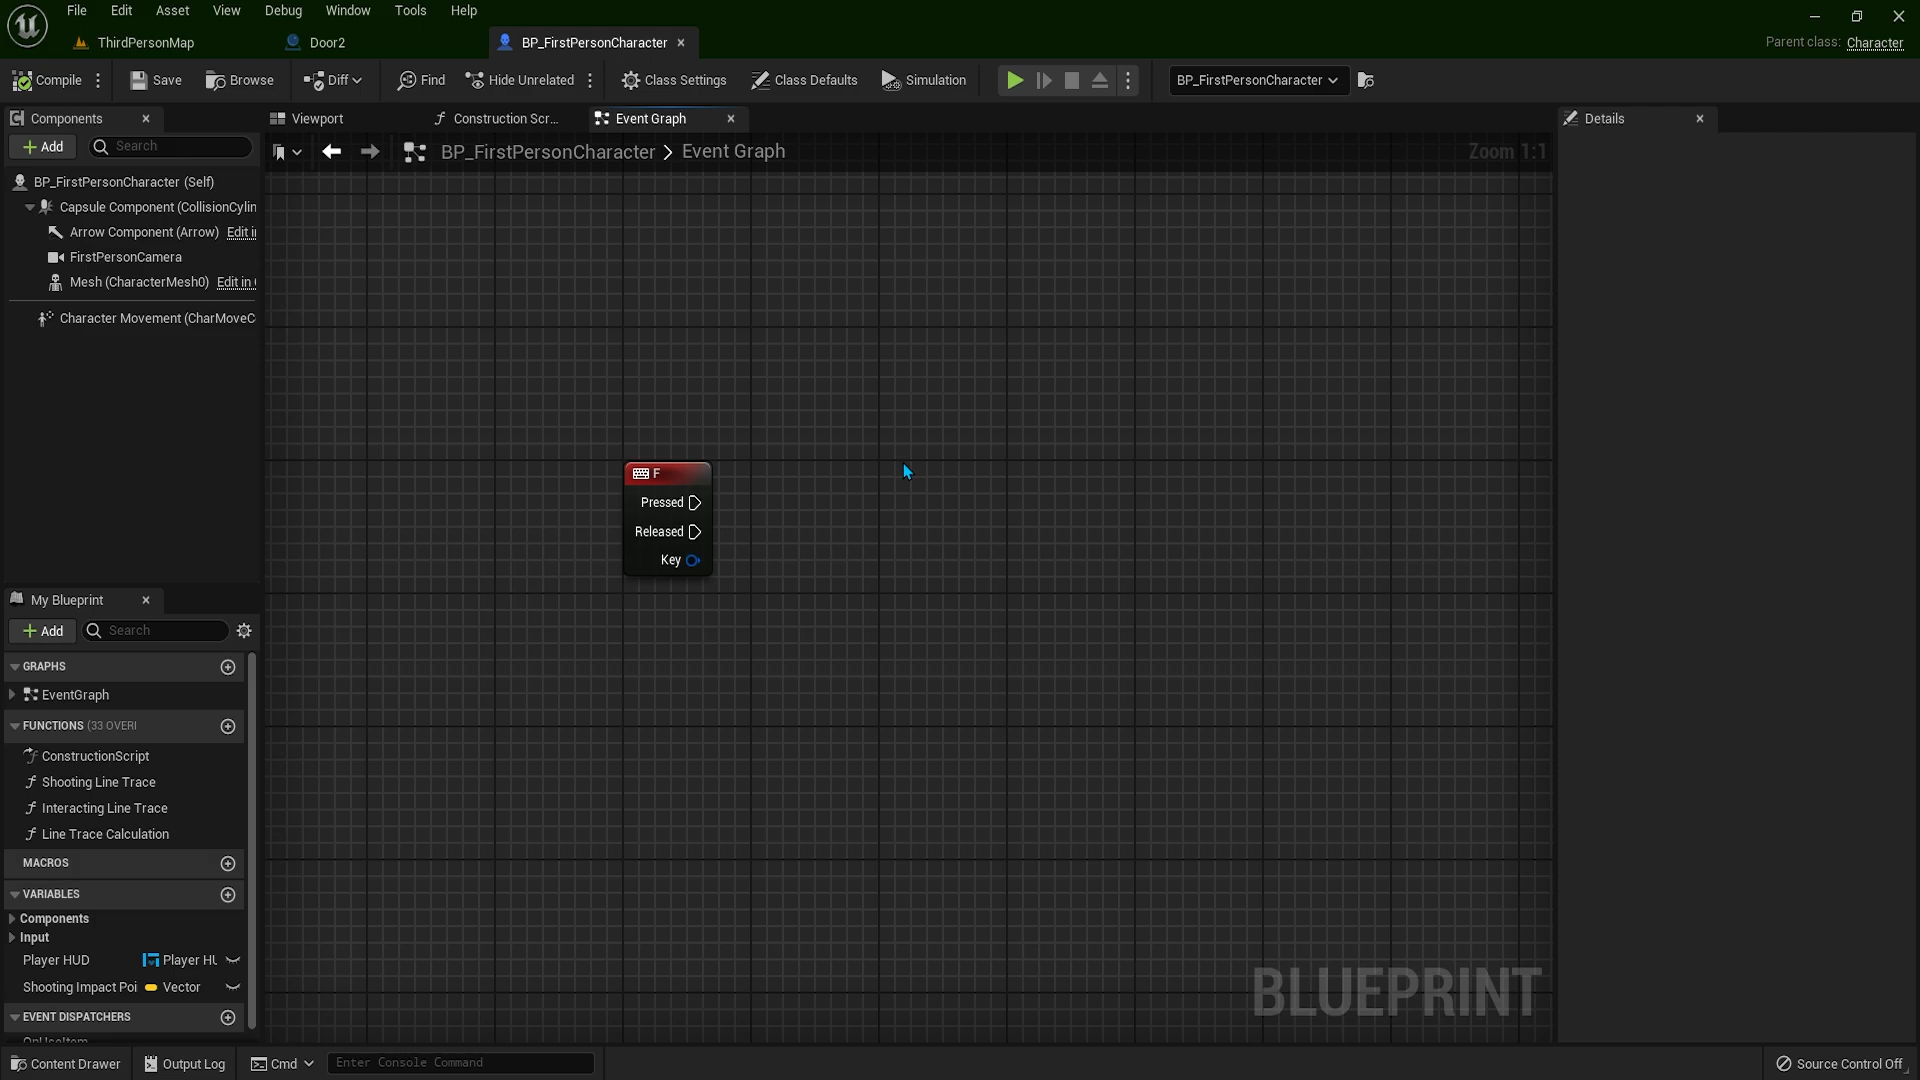 File Edit Asset View Debug Window Tools Help
ThirdPersonMap Door2 BP_FirstPersonCharacter
Parent class: Character
Compile Save Browse Diff Find Hide Unrelated Class Settings Class Defaults Simulation BP_FirstPersonCharacter
Components
Add Search
BP_FirstPersonCharacter (Self)
Capsule Component (CollisionCylin
Arrow Component (Arrow) Edit in
FirstPersonCamera
Mesh (CharacterMesh0) Edit in C
Character Movement (CharMoveC
Viewport Construction Scr... Event Graph
BP_FirstPersonCharacter > Event Graph
Zoom 1:1
F
Pressed
Released
Key
BLUEPRINT
Details
My Blueprint
Add Search
GRAPHS
EventGraph
FUNCTIONS (33 OVERI
ConstructionScript
Shooting Line Trace
Interacting Line Trace
Line Trace Calculation
MACROS
VARIABLES
Components
Input
Player HUD Player HU
Shooting Impact Poi Vector
EVENT DISPATCHERS
OnUseItem
Content Drawer Output Log Cmd Enter Console Command
Source Control Off